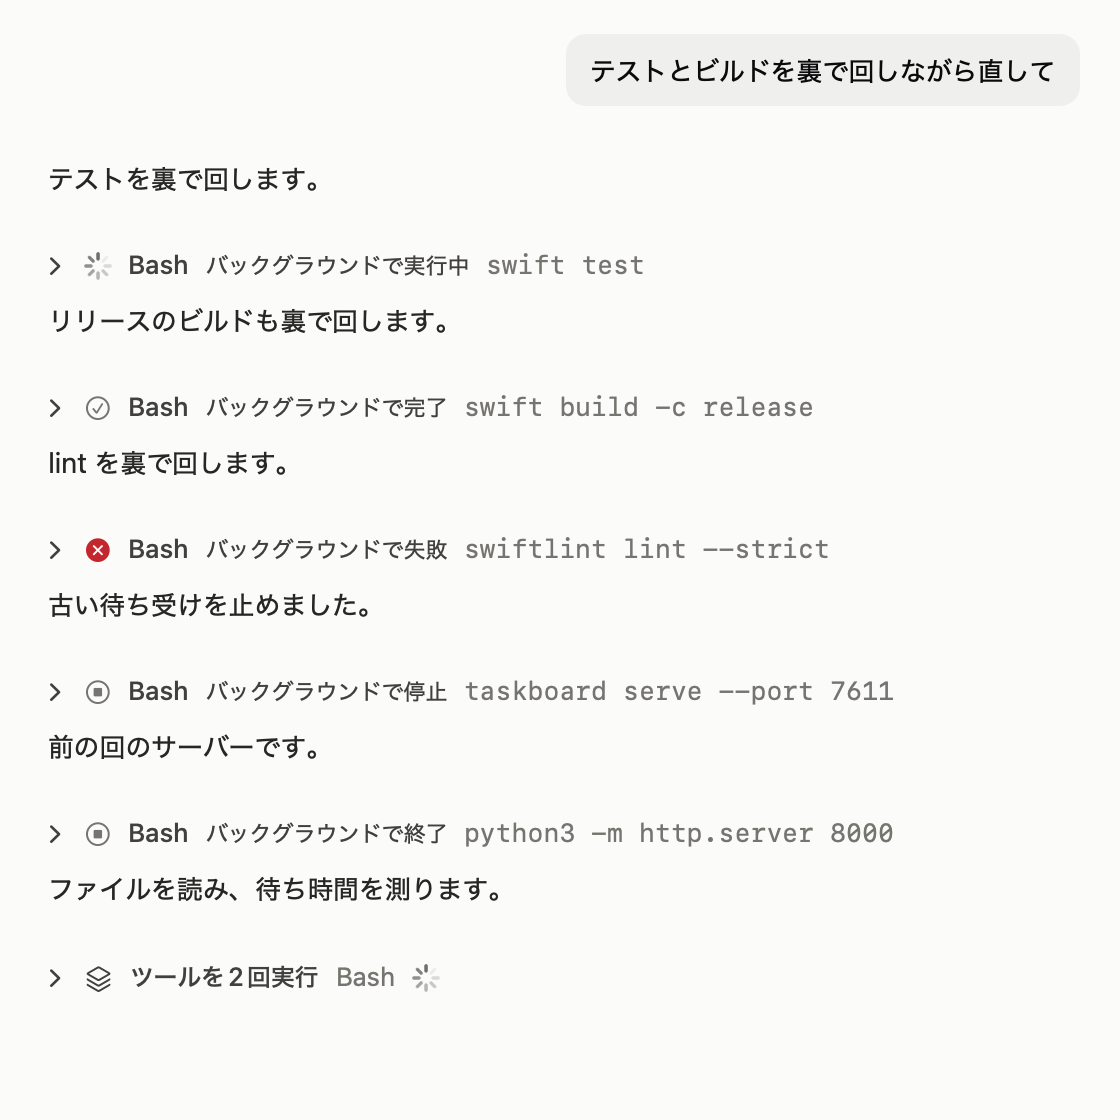 テストとビルドを裏で回しながら直して
テストを裏で回します。
Bash バックグラウンドで実行中 swift test
リリースのビルドも裏で回します。
Bash バックグラウンドで完了 swift build -c release
lint を裏で回します。
Bash バックグラウンドで失敗 swiftlint lint --strict
古い待ち受けを止めました。
Bash バックグラウンドで停止 taskboard serve --port 7611
前の回のサーバーです。
Bash バックグラウンドで終了 python3 -m http.server 8000
ファイルを読み、待ち時間を測ります。
ツールを2回実行 Bash